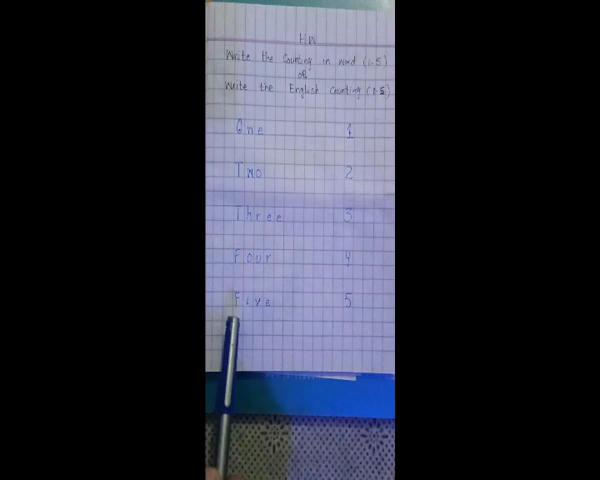 H.W
Write the Counting in word (1-5)
OR
Write the English Counting (1-5)
One 1
Two 2
Three 3
Four 4
Five 5